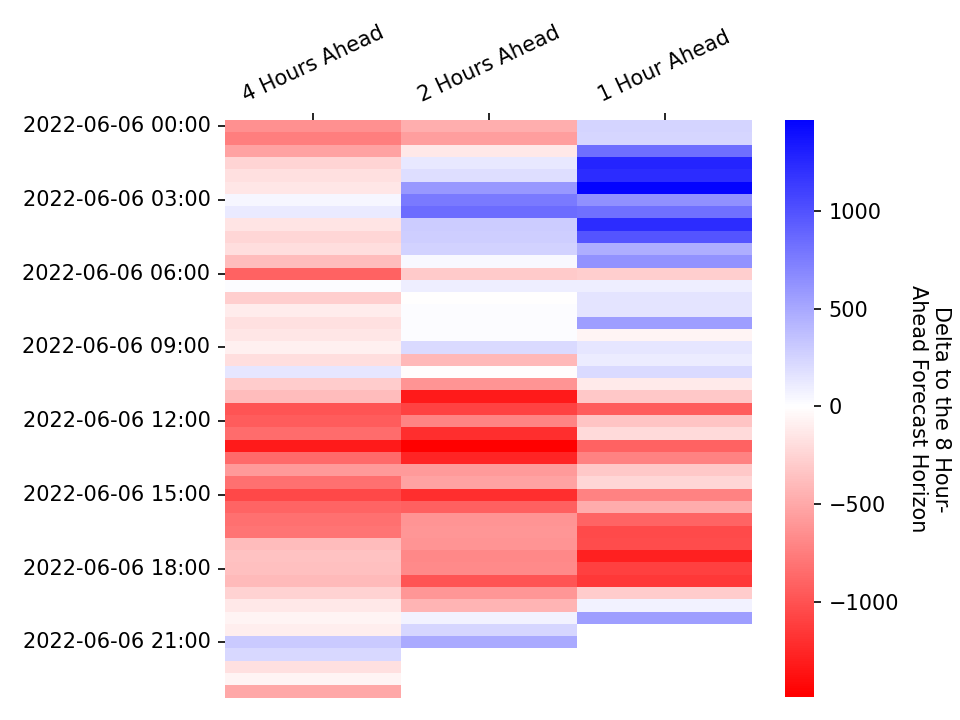 4 Hours Ahead
2 Hours Ahead
1 Hour Ahead
2022-06-06 00:00
2022-06-06 03:00
2022-06-06 06:00
2022-06-06 09:00
2022-06-06 12:00
2022-06-06 15:00
2022-06-06 18:00
2022-06-06 21:00
1000
500
0
−500
−1000
Delta to the 8 Hour-
Ahead Forecast Horizon